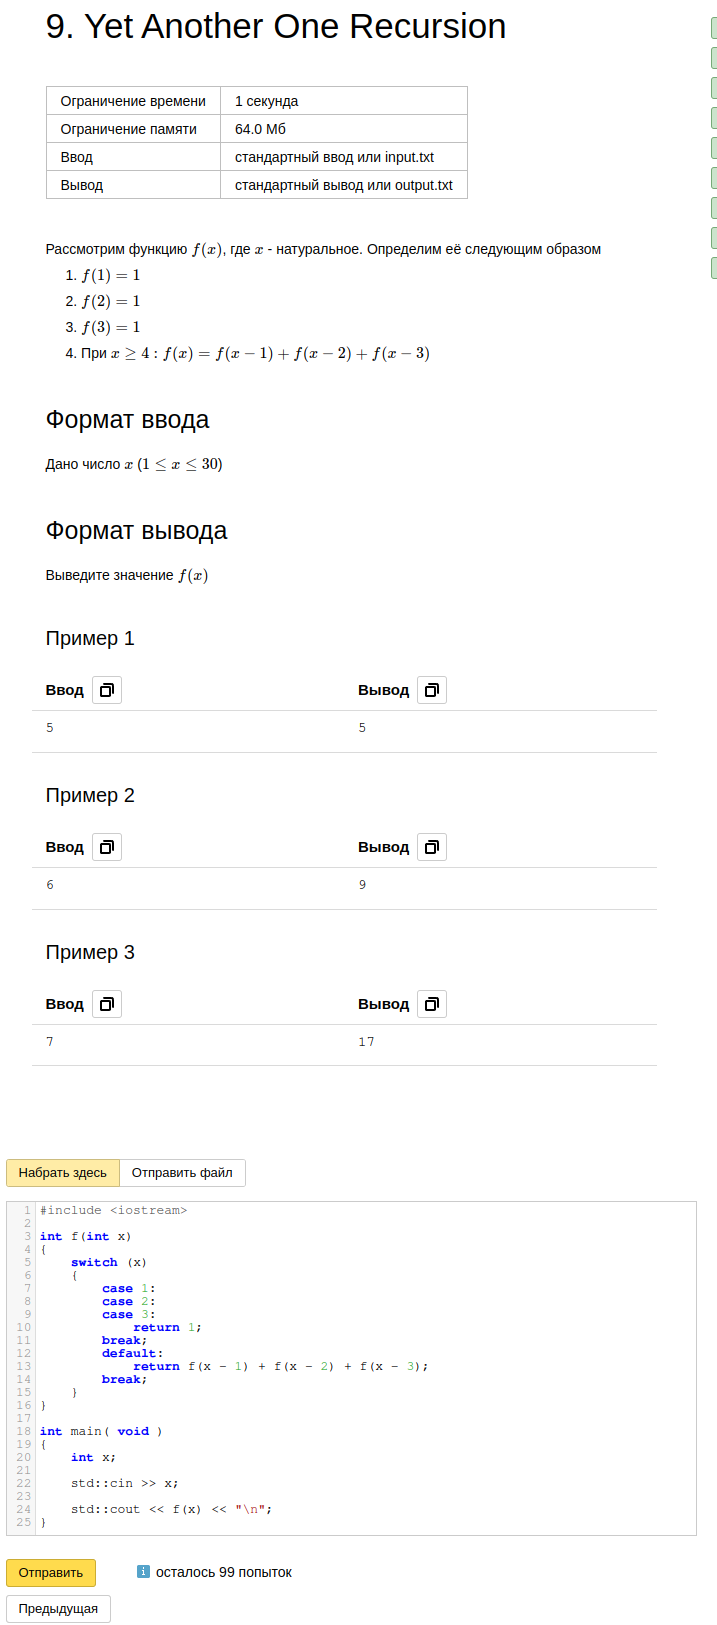 9. Yet Another One Recursion
Ограничение времени 1 секунда
Ограничение памяти 64.0 Мб
Ввод стандартный ввод или input.txt
Вывод стандартный вывод или output.txt
Рассмотрим функцию f(x), где x - натуральное. Определим её следующим образом
1. f(1) = 1
2. f(2) = 1
3. f(3) = 1
4. При x ≥ 4 : f(x) = f(x − 1) + f(x − 2) + f(x − 3)
Формат ввода
Дано число x (1 ≤ x ≤ 30)
Формат вывода
Выведите значение f(x)
Пример 1
Ввод Вывод
5 5
Пример 2
Ввод Вывод
6 9
Пример 3
Ввод Вывод
7 17
Набрать здесь Отправить файл
1 #include <iostream>
2
3 int f(int x)
4 {
5     switch (x)
6     {
7         case 1:
8         case 2:
9         case 3:
10             return 1;
11         break;
12         default:
13             return f(x - 1) + f(x - 2) + f(x - 3);
14         break;
15     }
16 }
17
18 int main( void )
19 {
20     int x;
21
22     std::cin >> x;
23
24     std::cout << f(x) << "\n";
25 }
Отправить i осталось 99 попыток
Предыдущая